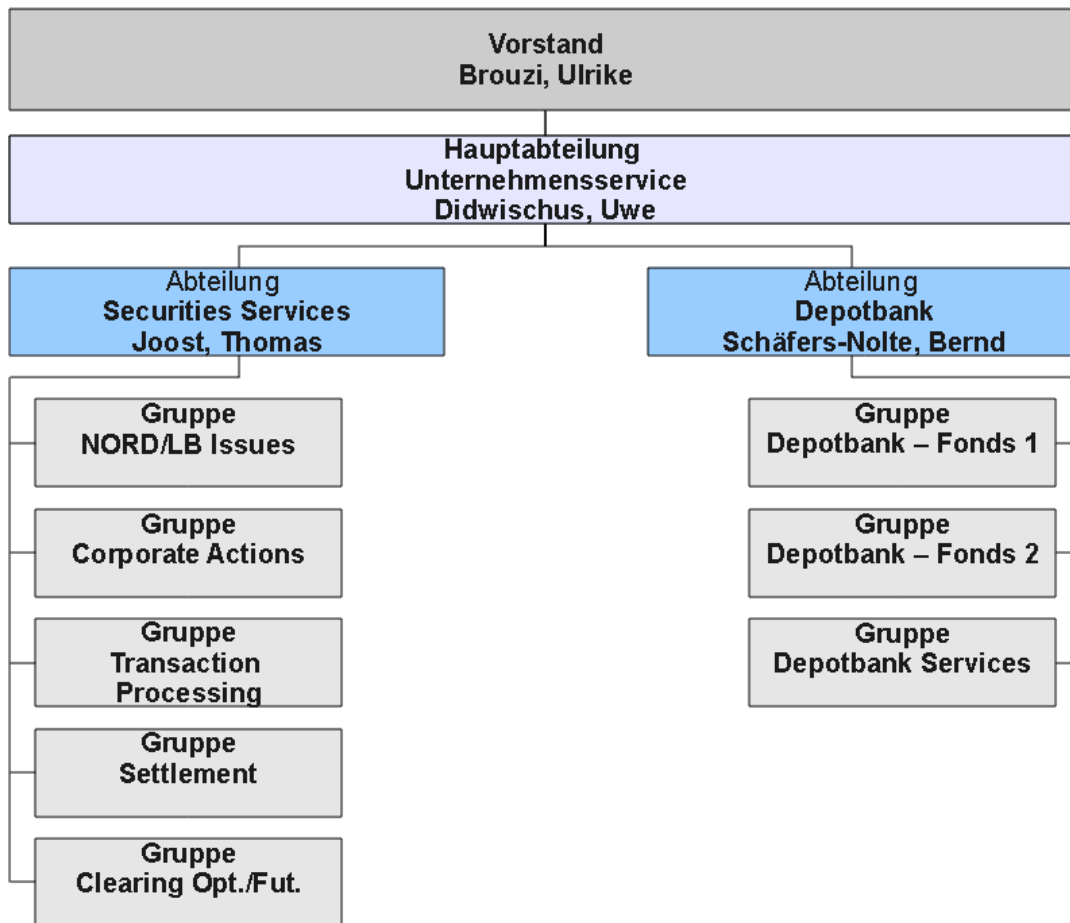 Vorstand
Brouzi, Ulrike
Hauptabteilung
Unternehmensservice
Didwischus, Uwe
Abteilung
Securities Services
Joost, Thomas
Abteilung
Depotbank
Schäfers-Nolte, Bernd
Gruppe
NORD/LB Issues
Gruppe
Corporate Actions
Gruppe
Transaction
Processing
Gruppe
Settlement
Gruppe
Clearing Opt./Fut.
Gruppe
Depotbank – Fonds 1
Gruppe
Depotbank – Fonds 2
Gruppe
Depotbank Services